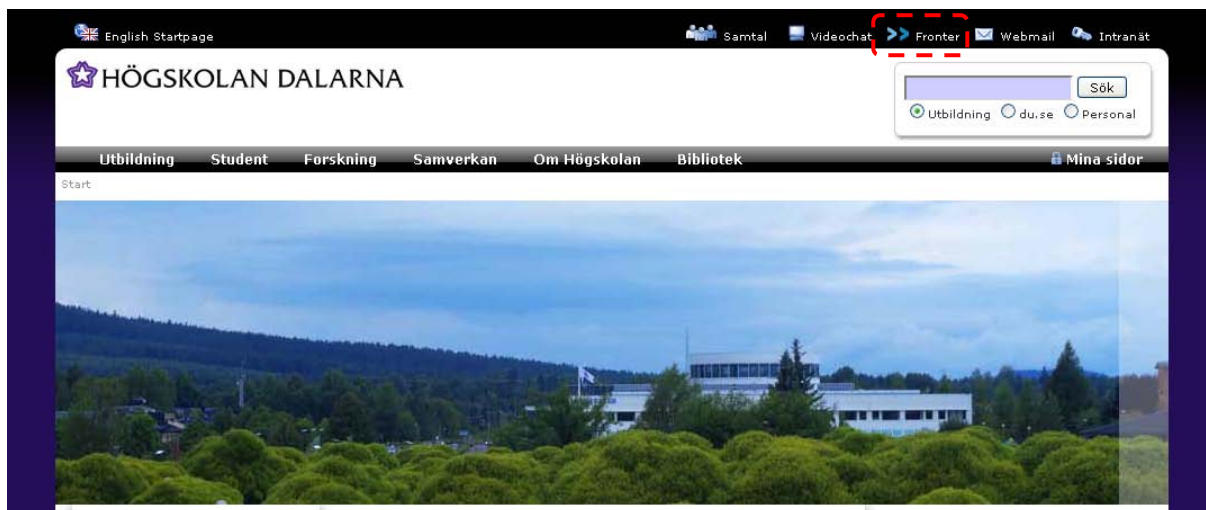 English Startpage Samtal Videochat >> Fronter Webmail Intranät
HÖGSKOLAN DALARNA
Sök
Utbildning du.se Personal
Utbildning Student Forskning Samverkan Om Högskolan Bibliotek Mina sidor
Start